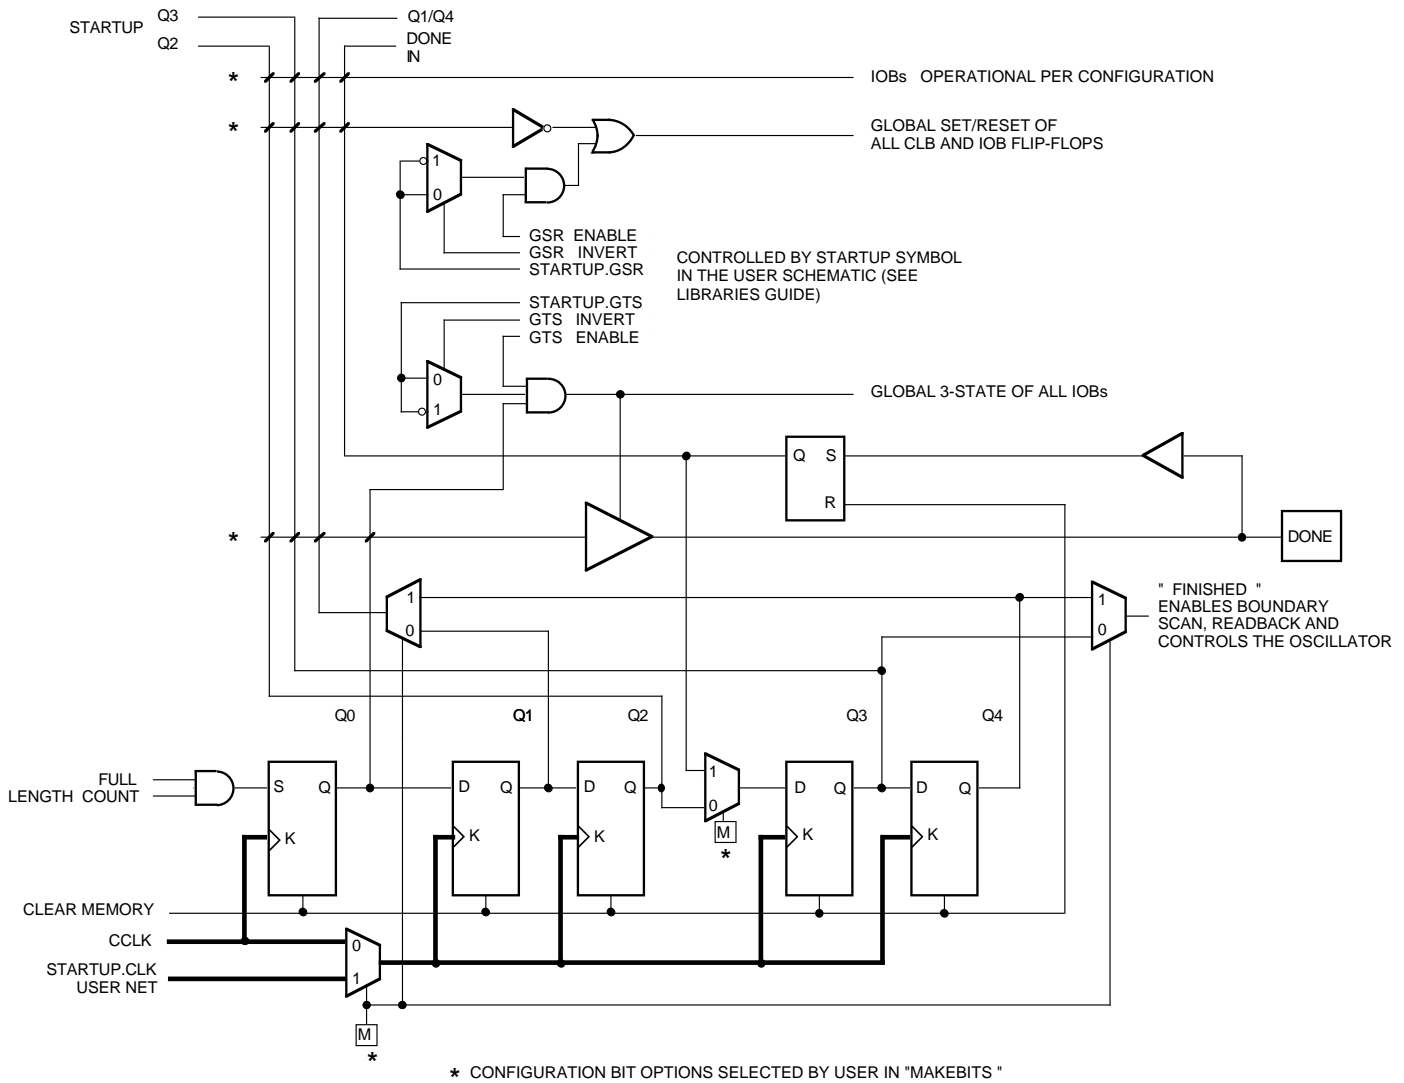 STARTUP
Q3
Q2
Q1/Q4
DONE
IN
* IOBs OPERATIONAL PER CONFIGURATION
* GLOBAL SET/RESET OF
ALL CLB AND IOB FLIP-FLOPS
1
0
GSR ENABLE
GSR INVERT
STARTUP.GSR
CONTROLLED BY STARTUP SYMBOL
IN THE USER SCHEMATIC (SEE
LIBRARIES GUIDE)
STARTUP.GTS
GTS INVERT
GTS ENABLE
0
1
GLOBAL 3-STATE OF ALL IOBs
Q S
R
*
DONE
1
0
1
0
" FINISHED "
ENABLES BOUNDARY
SCAN, READBACK AND
CONTROLS THE OSCILLATOR
Q0 Q1 Q2 Q3 Q4
FULL
LENGTH COUNT
S Q
K
D Q
K
D Q
K
1
0
M
*
D Q
K
D Q
K
CLEAR MEMORY
CCLK
STARTUP.CLK
USER NET
0
1
M
*
* CONFIGURATION BIT OPTIONS SELECTED BY USER IN "MAKEBITS "